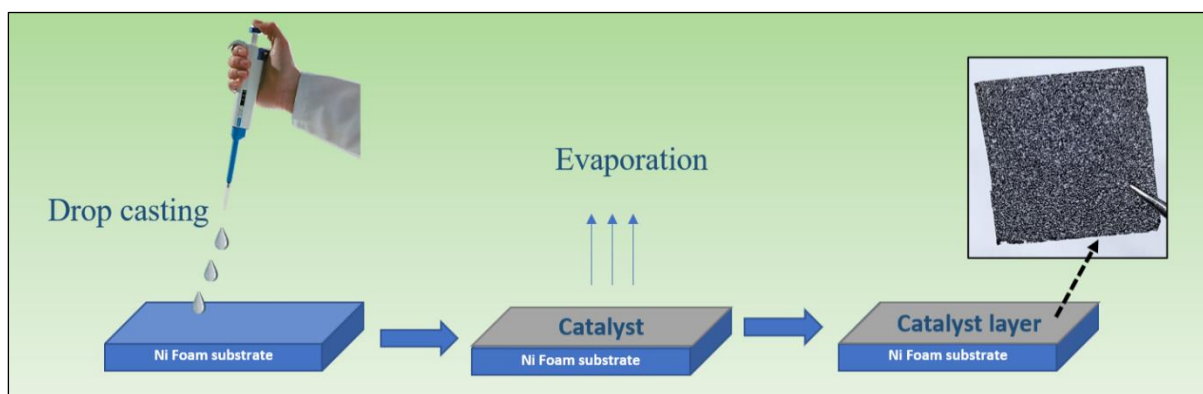 Drop casting
Ni Foam substrate
Evaporation
Catalyst
Ni Foam substrate
Catalyst layer
Ni Foam substrate